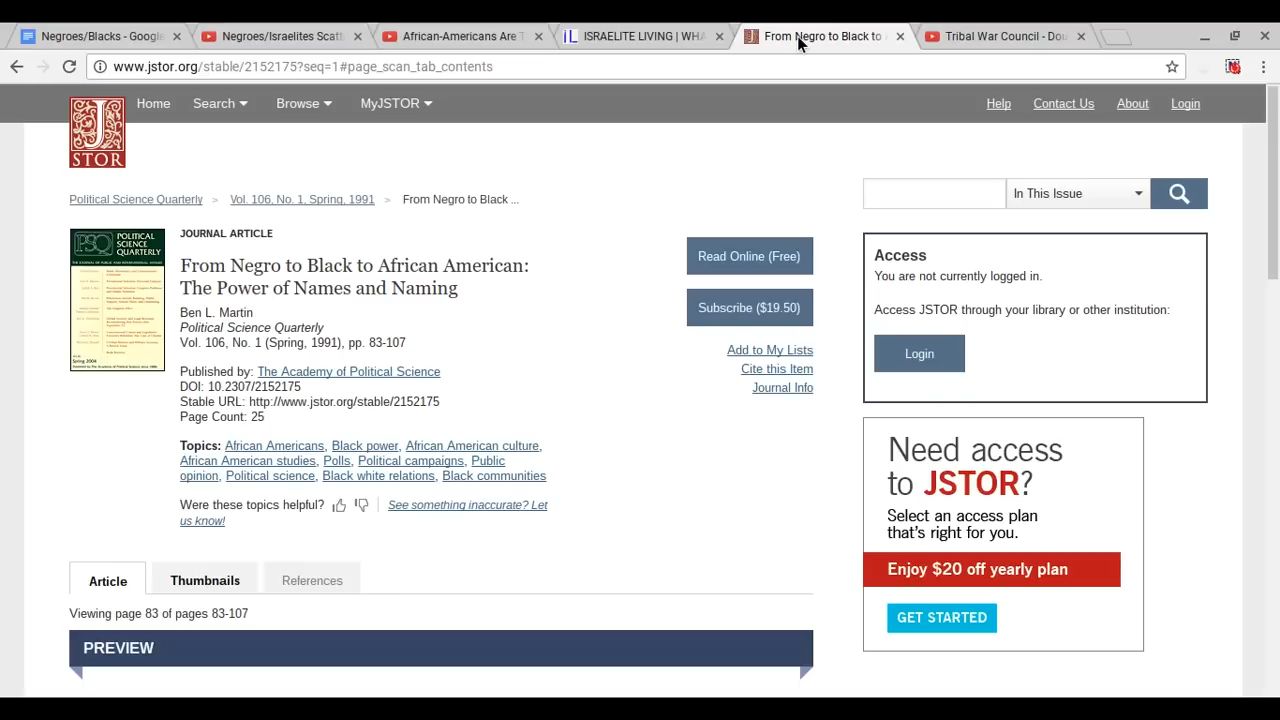 Negroes/Blacks - Google
Negroes/Israelites Scatt
African-Americans Are T
ISRAELITE LIVING | WHA
From Negro to Black to A
Tribal War Council - Dou
www.jstor.org/stable/2152175?seq=1#page_scan_tab_contents
J
STOR
Home
Search
Browse
MyJSTOR
Help
Contact Us
About
Login
Political Science Quarterly > Vol. 106, No. 1, Spring, 1991 > From Negro to Black ...
In This Issue
PSQ
POLITICAL
SCIENCE
QUARTERLY
Spring 2004
JOURNAL ARTICLE
From Negro to Black to African American:
The Power of Names and Naming
Ben L. Martin
Political Science Quarterly
Vol. 106, No. 1 (Spring, 1991), pp. 83-107
Published by: The Academy of Political Science
DOI: 10.2307/2152175
Stable URL: http://www.jstor.org/stable/2152175
Page Count: 25
Topics: African Americans, Black power, African American culture,
African American studies, Polls, Political campaigns, Public
opinion, Political science, Black white relations, Black communities
Were these topics helpful?
See something inaccurate? Let
us know!
Read Online (Free)
Subscribe ($19.50)
Add to My Lists
Cite this Item
Journal Info
Access
You are not currently logged in.
Access JSTOR through your library or other institution:
Login
Need access
to JSTOR?
Select an access plan
that's right for you.
Enjoy $20 off yearly plan
GET STARTED
Article
Thumbnails
References
Viewing page 83 of pages 83-107
PREVIEW